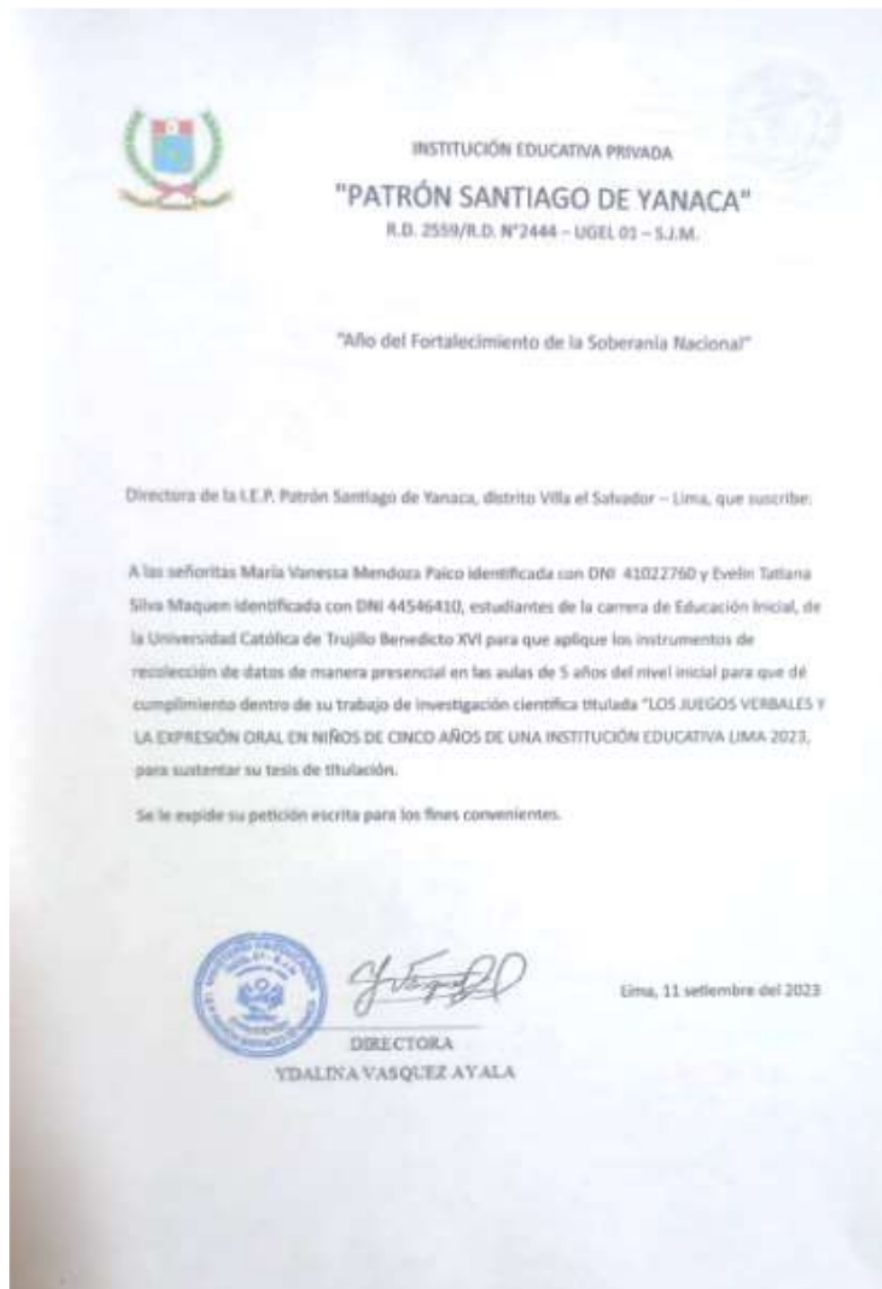 INSTITUCIÓN EDUCATIVA PRIVADA
"PATRÓN SANTIAGO DE YANACA"
R.D. 2559/R.D. N°2444 – UGEL 01 – S.J.M.
"Año del Fortalecimiento de la Soberanía Nacional"
Directora de la I.E.P. Patrón Santiago de Yanaca, distrito Villa el Salvador – Lima, que suscribe:
A las señoritas María Vanessa Mendoza Paico identificada con DNI 41022760 y Evelin Tatiana
Silva Maquen identificada con DNI 44546410, estudiantes de la carrera de Educación Inicial, de
la Universidad Católica de Trujillo Benedicto XVI para que aplique los instrumentos de
recolección de datos de manera presencial en las aulas de 5 años del nivel inicial para que dé
cumplimiento dentro de su trabajo de investigación científica titulada "LOS JUEGOS VERBALES Y
LA EXPRESIÓN ORAL EN NIÑOS DE CINCO AÑOS DE UNA INSTITUCIÓN EDUCATIVA LIMA 2023,
para sustentar su tesis de titulación.
Se le expide su petición escrita para los fines convenientes.
Lima, 11 setiembre del 2023
DIRECTORA
YDALINA VASQUEZ AYALA